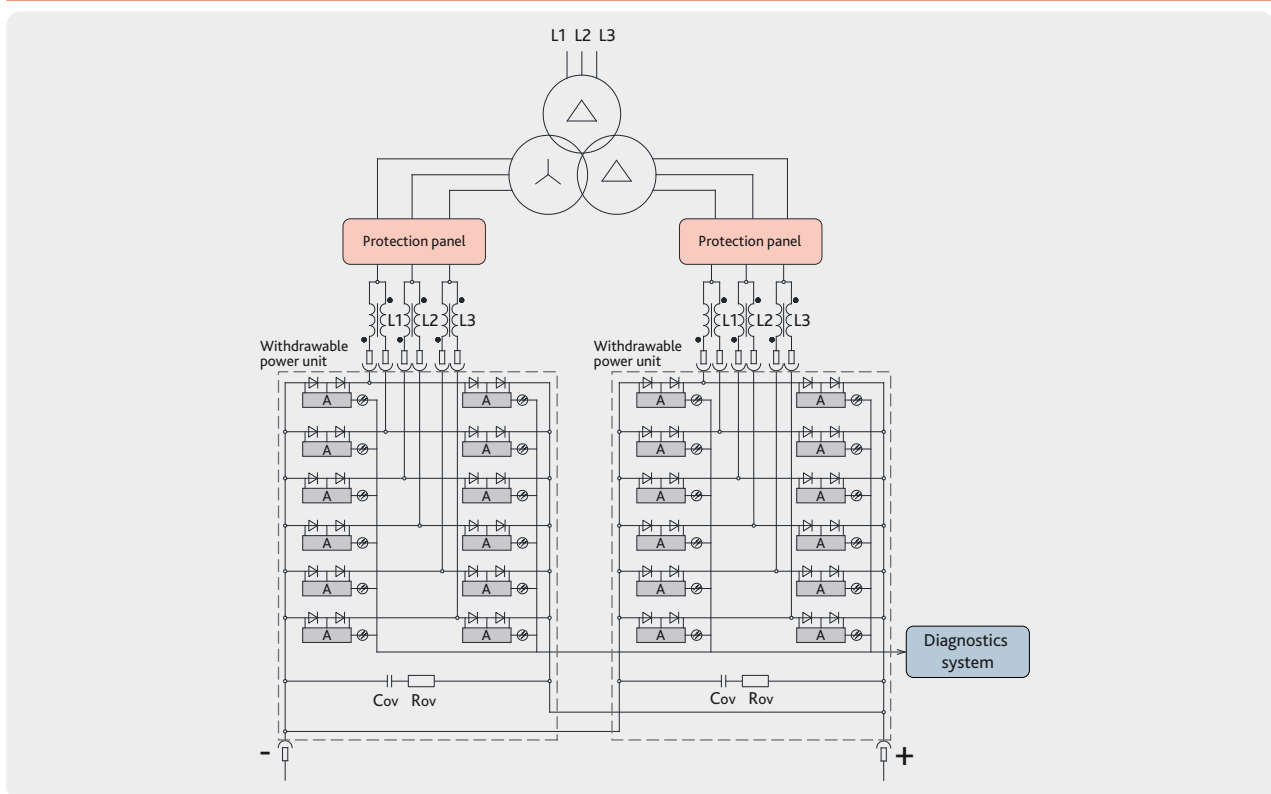 L1 L2 L3
Protection panel
Protection panel
L1 L2 L3
L1 L2 L3
Withdrawable
power unit
Withdrawable
power unit
A A A A
A A A A
A A A A
A A A A
A A A A
A A A A
Diagnostics
system
Cov Rov
Cov Rov
- +